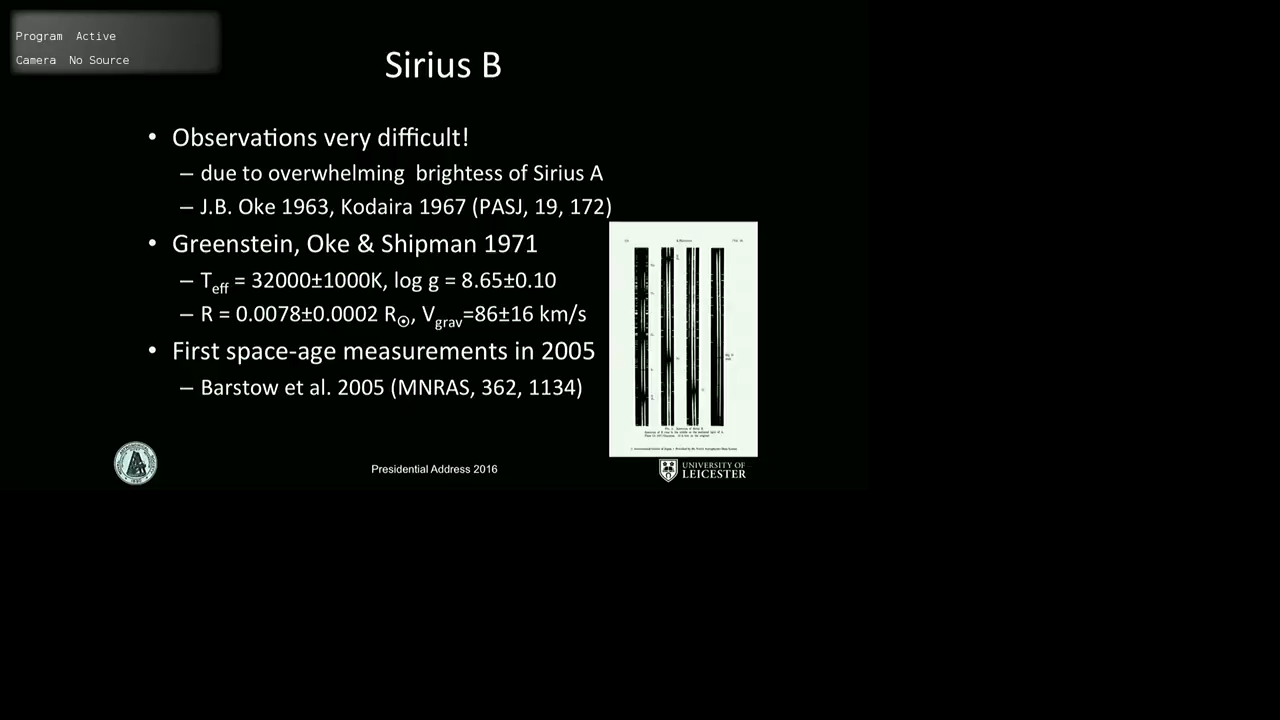 Program Active
Camera No Source
Sirius B
• Observations very difficult!
– due to overwhelming brightess of Sirius A
– J.B. Oke 1963, Kodaira 1967 (PASJ, 19, 172)
• Greenstein, Oke & Shipman 1971
– Teff = 32000±1000K, log g = 8.65±0.10
– R = 0.0078±0.0002 R☉, Vgrav=86±16 km/s
• First space-age measurements in 2005
– Barstow et al. 2005 (MNRAS, 362, 1134)
Presidential Address 2016
UNIVERSITY OF
LEICESTER